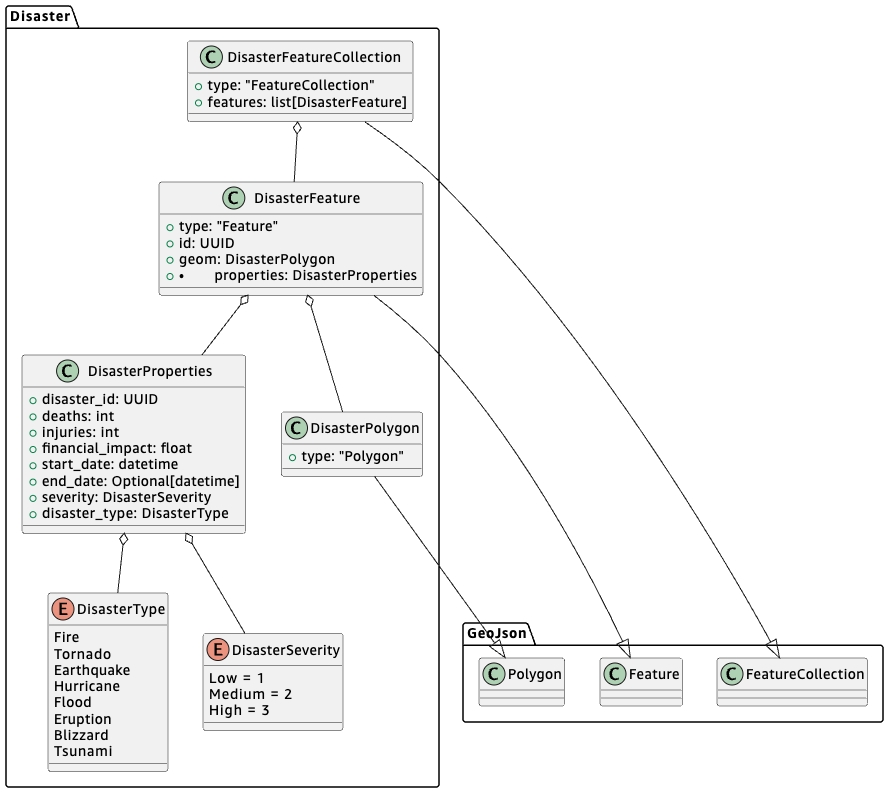 Disaster
C DisasterFeatureCollection
type: "FeatureCollection"
features: list[DisasterFeature]
C DisasterFeature
type: "Feature"
id: UUID
geom: DisasterPolygon
• properties: DisasterProperties
C DisasterProperties
disaster_id: UUID
deaths: int
injuries: int
financial_impact: float
start_date: datetime
end_date: Optional[datetime]
severity: DisasterSeverity
disaster_type: DisasterType
C DisasterPolygon
type: "Polygon"
E DisasterType
Fire
Tornado
Earthquake
Hurricane
Flood
Eruption
Blizzard
Tsunami
E DisasterSeverity
Low = 1
Medium = 2
High = 3
GeoJson
C Polygon
C Feature
C FeatureCollection